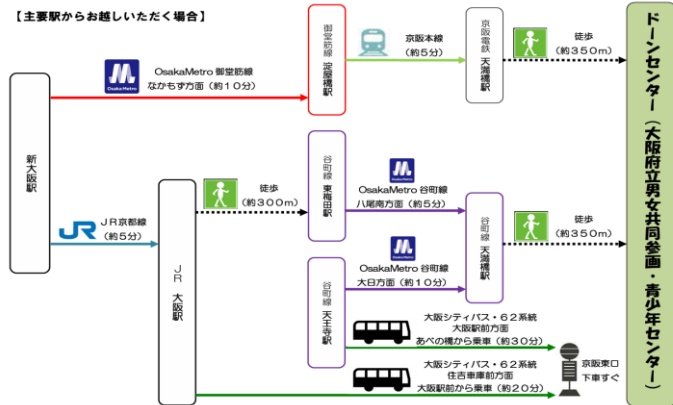 【主要駅からお越しいただく場合】
新大阪駅
OsakaMetro
OsakaMetro 御堂筋線
なかもず方面（約１０分）
御堂筋線 淀屋橋駅
京阪本線
（約５分）
京阪電鉄 天満橋駅
徒歩
（約３５０ｍ）
JR
ＪＲ京都線
（約５分）
ＪＲ 大阪駅
徒歩
（約３００ｍ）
谷町線 東梅田駅
OsakaMetro 谷町線
八尾南方面（約５分）
谷町線 天満橋駅
徒歩
（約３５０ｍ）
谷町線 天王寺駅
OsakaMetro 谷町線
大日方面（約１０分）
大阪シティバス・６２系統
大阪駅前方面
あべの橋から乗車（約３０分）
大阪シティバス・６２系統
住吉車庫前方面
大阪駅前から乗車（約２０分）
京阪東口
下車すぐ
ドーンセンター（大阪府立男女共同参画・青少年センター）